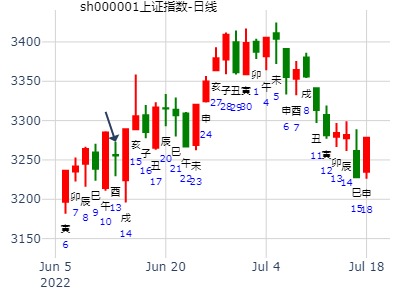 sh000001上证指数-日线
3400
3350
3300
3250
3200
3150
寅
6
卯
7
辰
8
巳
9
午
10
酉
13
戌
14
亥
15
子
16
丑
17
辰
20
巳
21
午
22
未
23
申
24
亥
27
子
28
丑
29
寅
30
卯
1
午
4
未
5
申
6
酉
7
戌
8
丑
11
寅
12
卯
13
辰
14
巳
15
申
18
Jun 5
2022
Jun 20
Jul 4
Jul 18